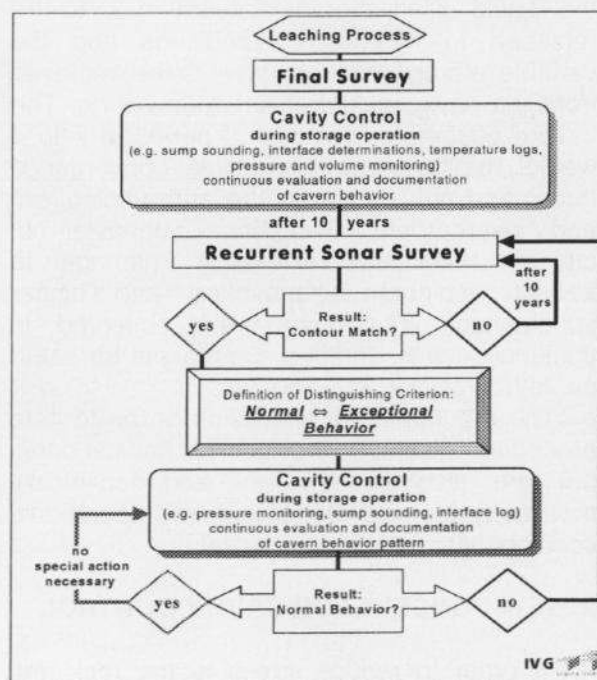 Leaching Process
Final Survey
Cavity Control
during storage operation
(e.g. sump sounding, interface determinations, temperature logs,
pressure and volume monitoring)
continuous evaluation and documentation
of cavern behavior
after 10 years
Recurrent Sonar Survey
after
10
years
yes
Result:
Contour Match?
no
Definition of Distinguishing Criterion:
Normal ⇔ Exceptional
Behavior
Cavity Control
during storage operation
(e.g. pressure monitoring, sump sounding, interface log)
continuous evaluation and documentation
of cavern behavior pattern
no
special action
necessary
yes
Result:
Normal Behavior?
no
IVG